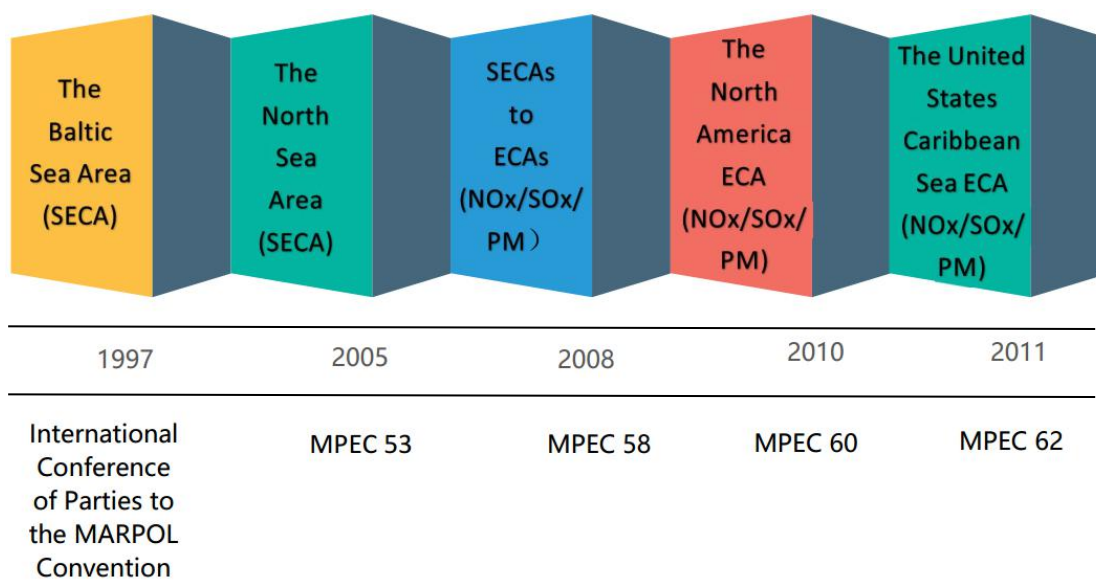 The
Baltic
Sea Area
(SECA)
The
North
Sea
Area
(SECA)
SECAs
to
ECAs
(NOx/SOx/
PM）
The
North
America
ECA
(NOx/SOx/
PM)
The United
States
Caribbean
Sea ECA
(NOx/SOx/
PM)
1997
2005
2008
2010
2011
International
Conference
of Parties to
the MARPOL
Convention
MPEC 53
MPEC 58
MPEC 60
MPEC 62